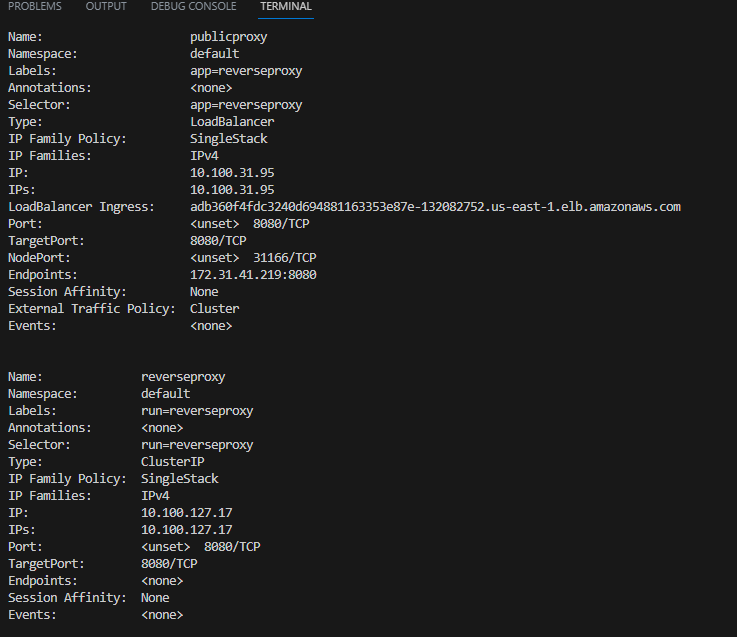 PROBLEMS OUTPUT DEBUG CONSOLE TERMINAL
Name: publicproxy
Namespace: default
Labels: app=reverseproxy
Annotations: <none>
Selector: app=reverseproxy
Type: LoadBalancer
IP Family Policy: SingleStack
IP Families: IPv4
IP: 10.100.31.95
IPs: 10.100.31.95
LoadBalancer Ingress: adb360f4fdc3240d694881163353e87e-132082752.us-east-1.elb.amazonaws.com
Port: <unset> 8080/TCP
TargetPort: 8080/TCP
NodePort: <unset> 31166/TCP
Endpoints: 172.31.41.219:8080
Session Affinity: None
External Traffic Policy: Cluster
Events: <none>
Name: reverseproxy
Namespace: default
Labels: run=reverseproxy
Annotations: <none>
Selector: run=reverseproxy
Type: ClusterIP
IP Family Policy: SingleStack
IP Families: IPv4
IP: 10.100.127.17
IPs: 10.100.127.17
Port: <unset> 8080/TCP
TargetPort: 8080/TCP
Endpoints: <none>
Session Affinity: None
Events: <none>